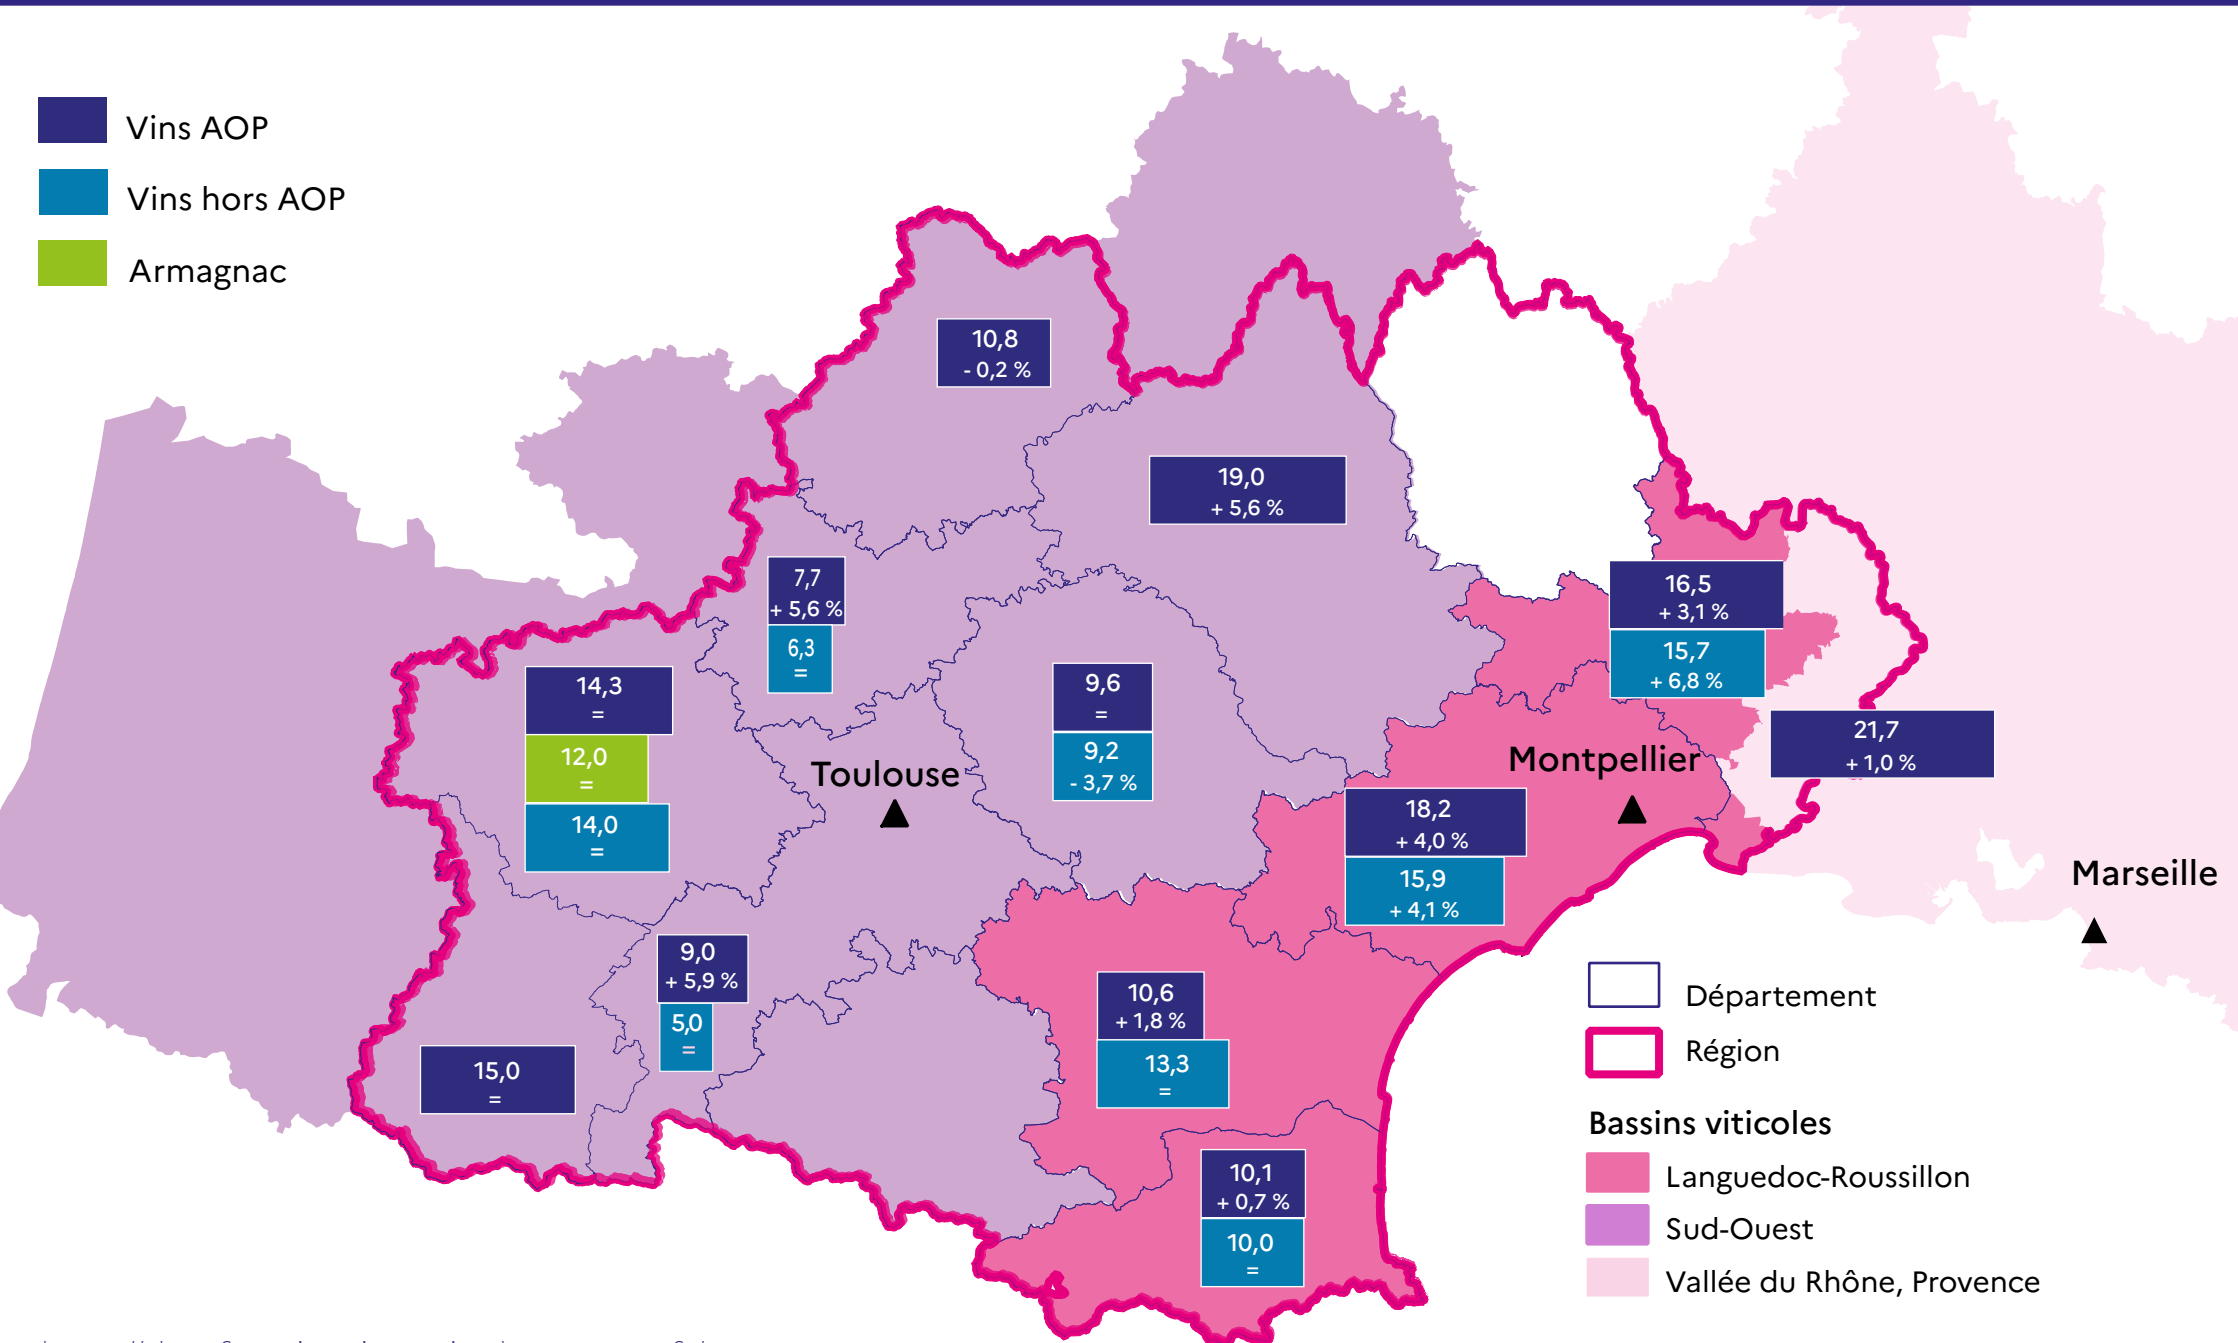 Vins AOP
Vins hors AOP
Armagnac
10,8
- 0,2 %
19,0
+ 5,6 %
7,7
+ 5,6 %
6,3
=
16,5
+ 3,1 %
15,7
+ 6,8 %
14,3
=
12,0
=
14,0
=
9,6
=
9,2
- 3,7 %
21,7
+ 1,0 %
Toulouse
Montpellier
18,2
+ 4,0 %
15,9
+ 4,1 %
Marseille
9,0
+ 5,9 %
5,0
=
10,6
+ 1,8 %
13,3
=
15,0
=
10,1
+ 0,7 %
10,0
=
Département
Région
Bassins viticoles
Languedoc-Roussillon
Sud-Ouest
Vallée du Rhône, Provence